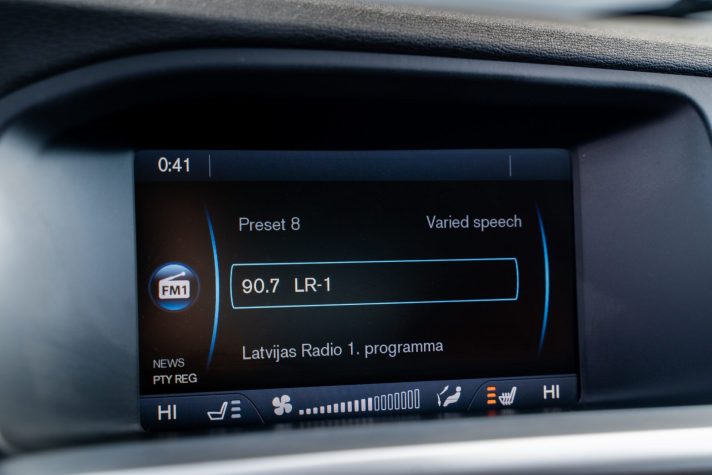 0:41
Preset 8
Varied speech
90.7 LR-1
FM1
Latvijas Radio 1. programma
NEWS
PTY REG
HI
HI